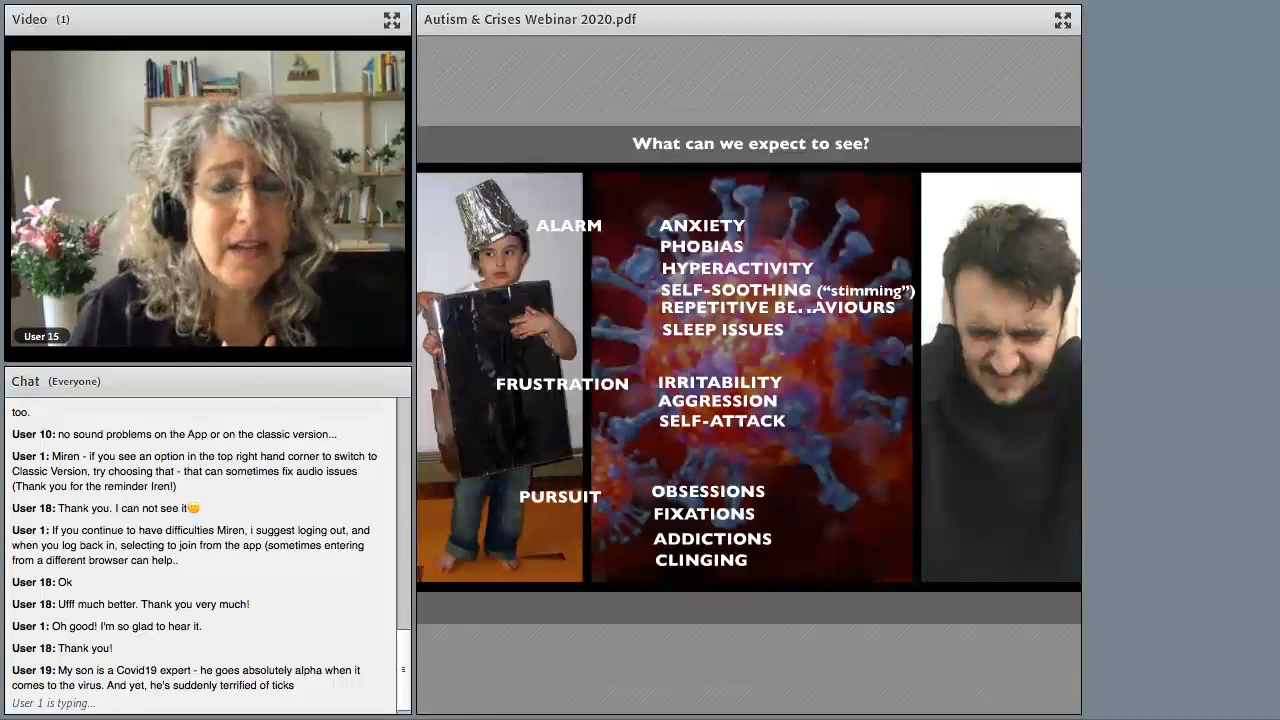 Video (1)
User 15
Chat (Everyone)
too.
User 10: no sound problems on the App or on the classic version...
User 1: Miren - if you see an option in the top right hand corner to switch to
Classic Version, try choosing that - that can sometimes fix audio issues
(Thank you for the reminder Iren!)
User 18: Thank you. I can not see it
User 1: If you continue to have difficulties Miren, i suggest loging out, and
when you log back in, selecting to join from the app (sometimes entering
from a different browser can help..
User 18: Ok
User 18: Ufff much better. Thank you very much!
User 1: Oh good! I'm so glad to hear it.
User 18: Thank you!
User 19: My son is a Covid19 expert - he goes absolutely alpha when it
comes to the virus. And yet, he's suddenly terrified of ticks
User 1 is typing...
Autism & Crises Webinar 2020.pdf
What can we expect to see?
ALARM
ANXIETY
PHOBIAS
HYPERACTIVITY
SELF-SOOTHING (“stimming”)
REPETITIVE BE...AVIOURS
SLEEP ISSUES
FRUSTRATION
IRRITABILITY
AGGRESSION
SELF-ATTACK
PURSUIT
OBSESSIONS
FIXATIONS
ADDICTIONS
CLINGING